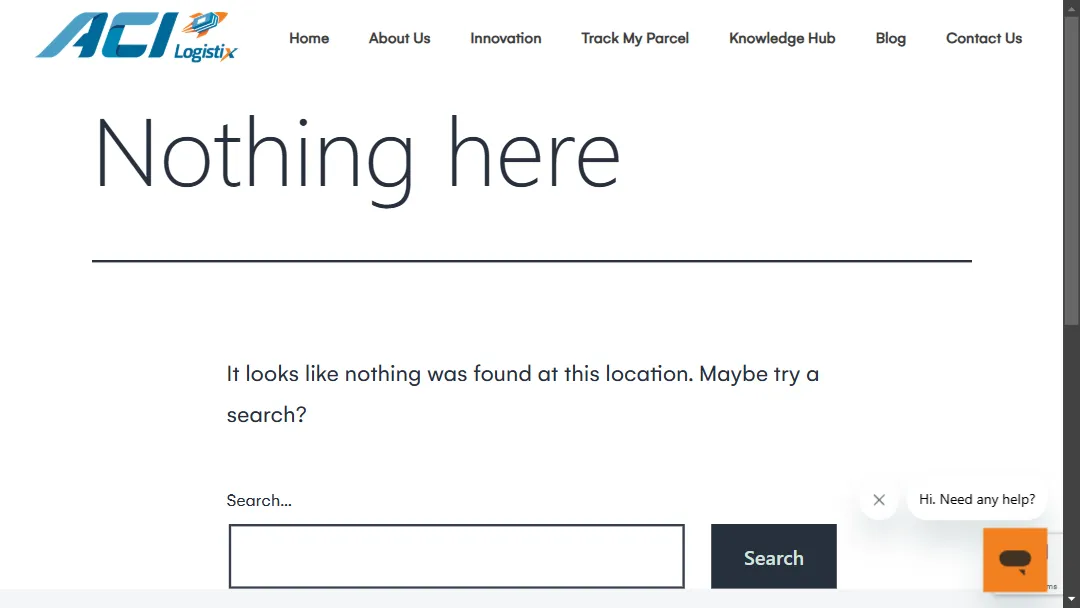 ACI Logistix
Home About Us Innovation Track My Parcel Knowledge Hub Blog Contact Us
Nothing here
It looks like nothing was found at this location. Maybe try a
search?
Search...
Search
Hi. Need any help?